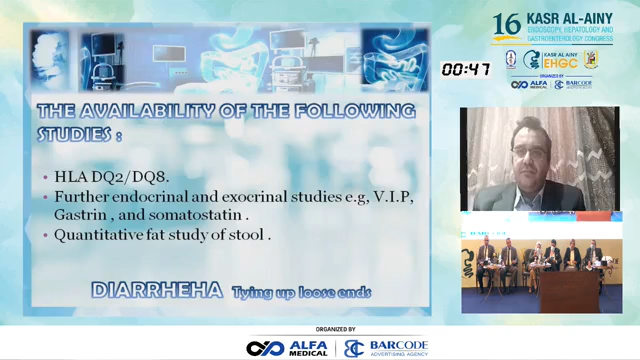 16 KASR AL-AINY
ENDOSCOPY, HEPATOLOGY AND
GASTROENTEROLOGY CONGRESS
KASR AL AINY
EHGC
ORGANIZED BY
ALFA
MEDICAL
BARCODE
00:47
THE AVAILABILITY OF THE FOLLOWING
STUDIES :
• HLA DQ2/DQ8.
• Further endocrinal and exocrinal studies e.g, V.I.P,
Gastrin , and somatostatin .
• Quantitative fat study of stool .
DIARRHEHA Tying up loose ends
ORGANIZED BY
ALFA
MEDICAL
BARCODE
ADVERTISING AGENCY